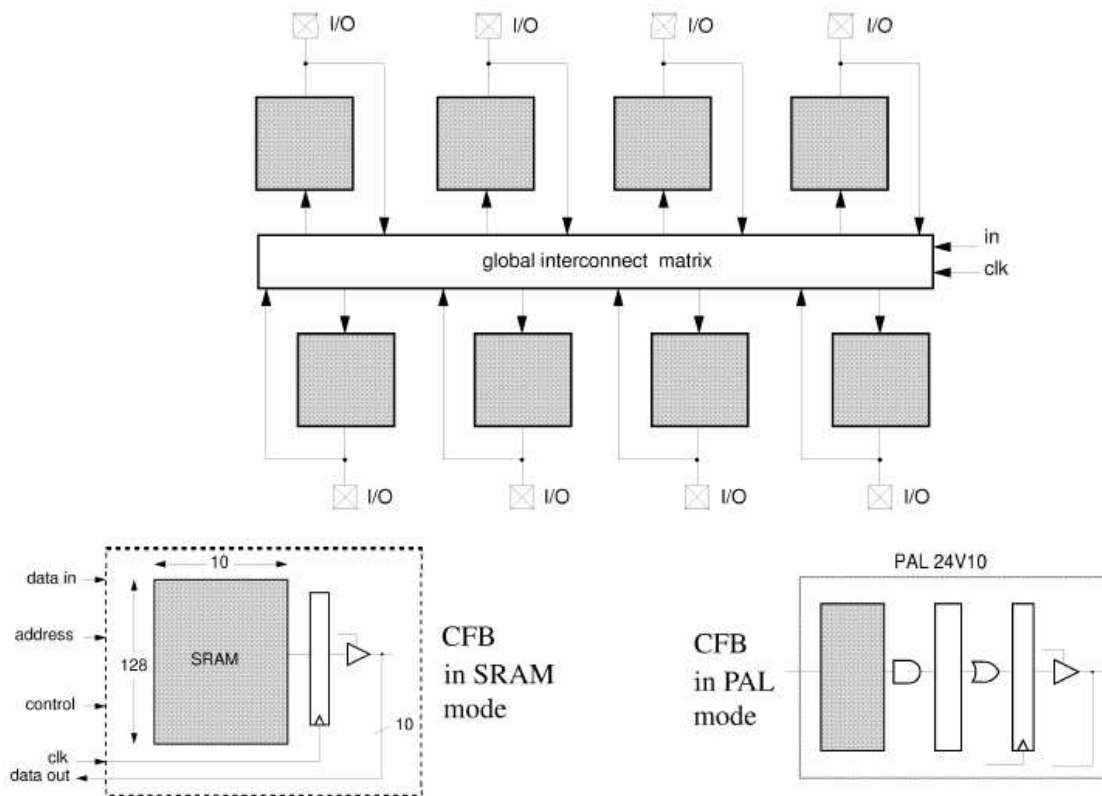 I/O I/O I/O I/O
in
global interconnect matrix
clk
I/O I/O I/O I/O
10
PAL 24V10
data in
address
CFB
CFB
SRAM
128
in SRAM
in PAL
control
mode
mode
10
clk
data out